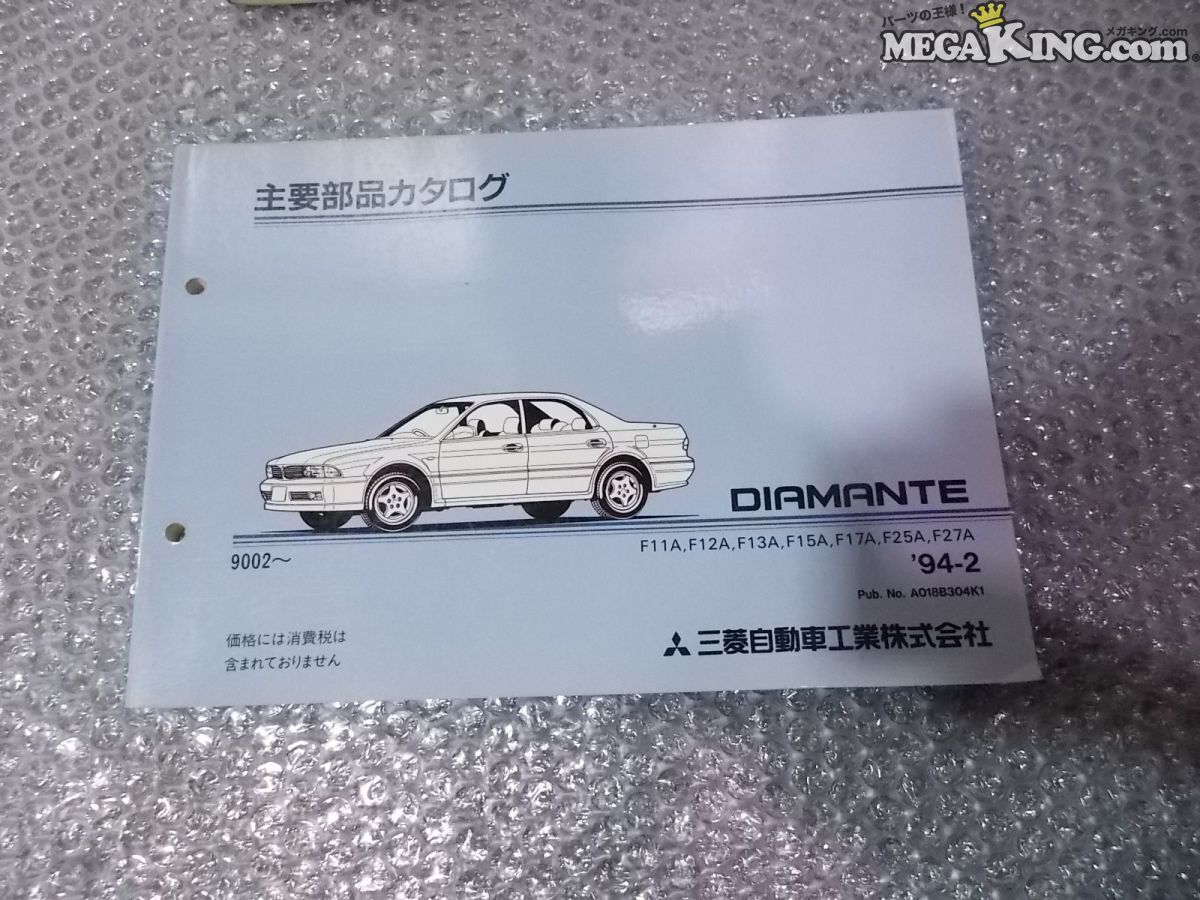 パーツの王様!
メガキング.com
MEGAKING.com
主要部品カタログ
DIAMANTE
F11A,F12A,F13A,F15A,F17A,F25A,F27A
9002～
'94-2
Pub. No. A018B304K1
価格には消費税は
含まれておりません
三菱自動車工業株式会社